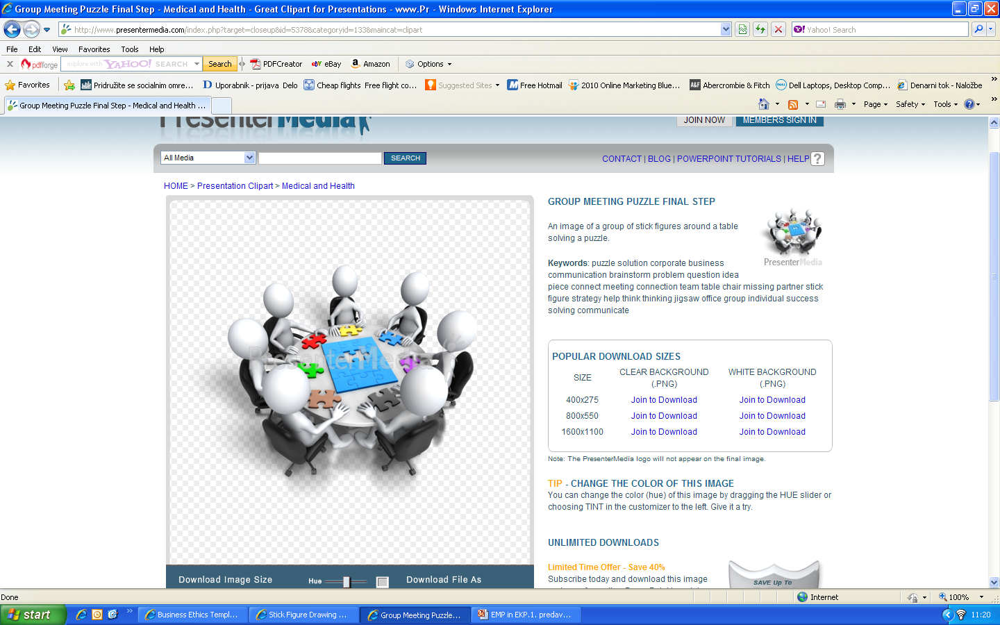 Group Meeting Puzzle Final Step - Medical and Health - Great Clipart for Presentations - www.Pr - Windows Internet Explorer
http://www.presentermedia.com/index.php?target=closeup&id=5378&categoryid=133&maincat=clipart
Yahoo! Search
File Edit View Favorites Tools Help
pdfforge explore with YAHOO! SEARCH Search PDFCreator eBay Amazon Options
Favorites Pridružite se socialnim omre... Uporabnik - prijava Delo Cheap flights Free flight co... Suggested Sites Free Hotmail 2010 Online Marketing Blue... Abercrombie & Fitch Dell Laptops, Desktop Comp... Denarni tok - Naložbe
Group Meeting Puzzle Final Step - Medical and Health ... Page Safety Tools
PresenterMedia JOIN NOW MEMBERS SIGN IN
All Media SEARCH CONTACT | BLOG | POWERPOINT TUTORIALS | HELP ?
HOME > Presentation Clipart > Medical and Health
PresenterMedia
GROUP MEETING PUZZLE FINAL STEP
An image of a group of stick figures around a table
solving a puzzle.
PresenterMedia
Keywords: puzzle solution corporate business
communication brainstorm problem question idea
piece connect meeting connection team table chair missing partner stick
figure strategy help think thinking jigsaw office group individual success
solving communicate
POPULAR DOWNLOAD SIZES
SIZE CLEAR BACKGROUND (.PNG) WHITE BACKGROUND (.PNG)
400x275 Join to Download Join to Download
800x550 Join to Download Join to Download
1600x1100 Join to Download Join to Download
Note: The PresenterMedia logo will not appear on the final image.
TIP - CHANGE THE COLOR OF THIS IMAGE
You can change the color (hue) of this image by dragging the HUE slider or
choosing TINT in the customizer to the left. Give it a try.
UNLIMITED DOWNLOADS
Limited Time Offer - Save 40%
Subscribe today and download this image
SAVE Up To
Download Image Size Hue Download File As
Done Internet 100%
start Business Ethics Templ... Stick Figure Drawing ... Group Meeting Puzzle... EMP in EKP.1. predav... 11:20